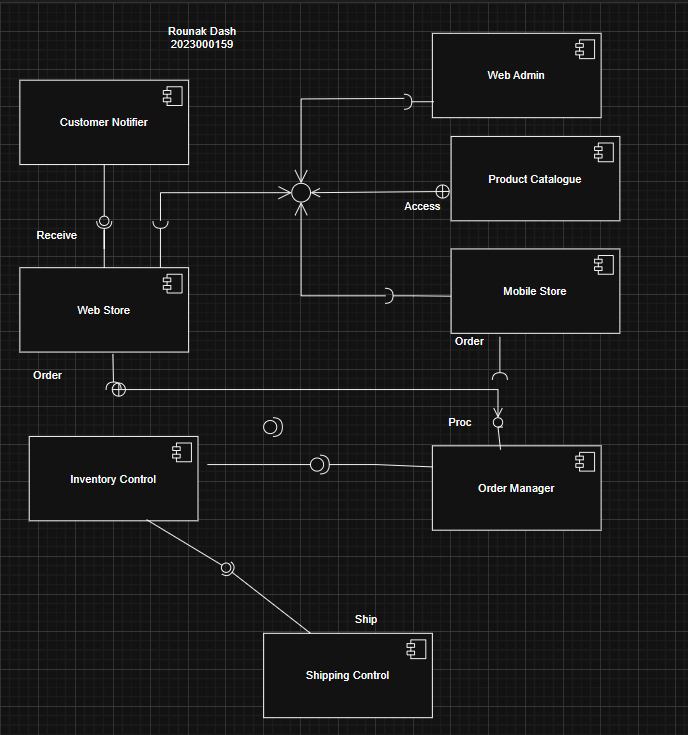 Rounak Dash
2023000159
Web Admin
Customer Notifier
Product Catalogue
Access
Receive
Mobile Store
Web Store
Order
Order
Proc
Inventory Control
Order Manager
Ship
Shipping Control